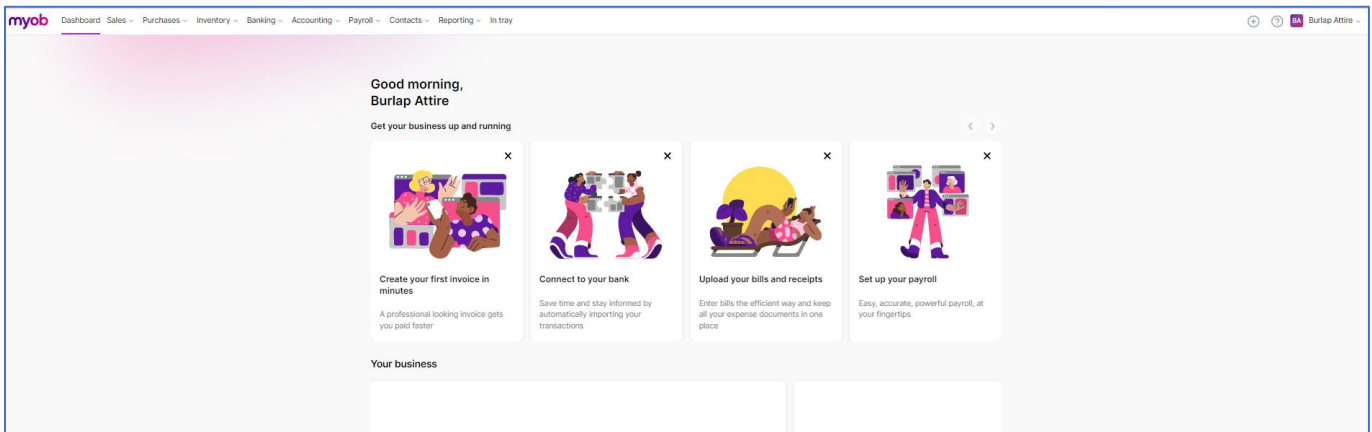 myob Dashboard Sales Purchases Inventory Banking Accounting Payroll Contacts Reporting In tray BA Burlap Attire
Good morning,
Burlap Attire
Get your business up and running
Create your first invoice in
minutes
A professional looking invoice gets
you paid faster
Connect to your bank
Save time and stay informed by
automatically importing your
transactions
Upload your bills and receipts
Enter bills the efficient way and keep
all your expense documents in one
place
Set up your payroll
Easy, accurate, powerful payroll, at
your fingertips
Your business